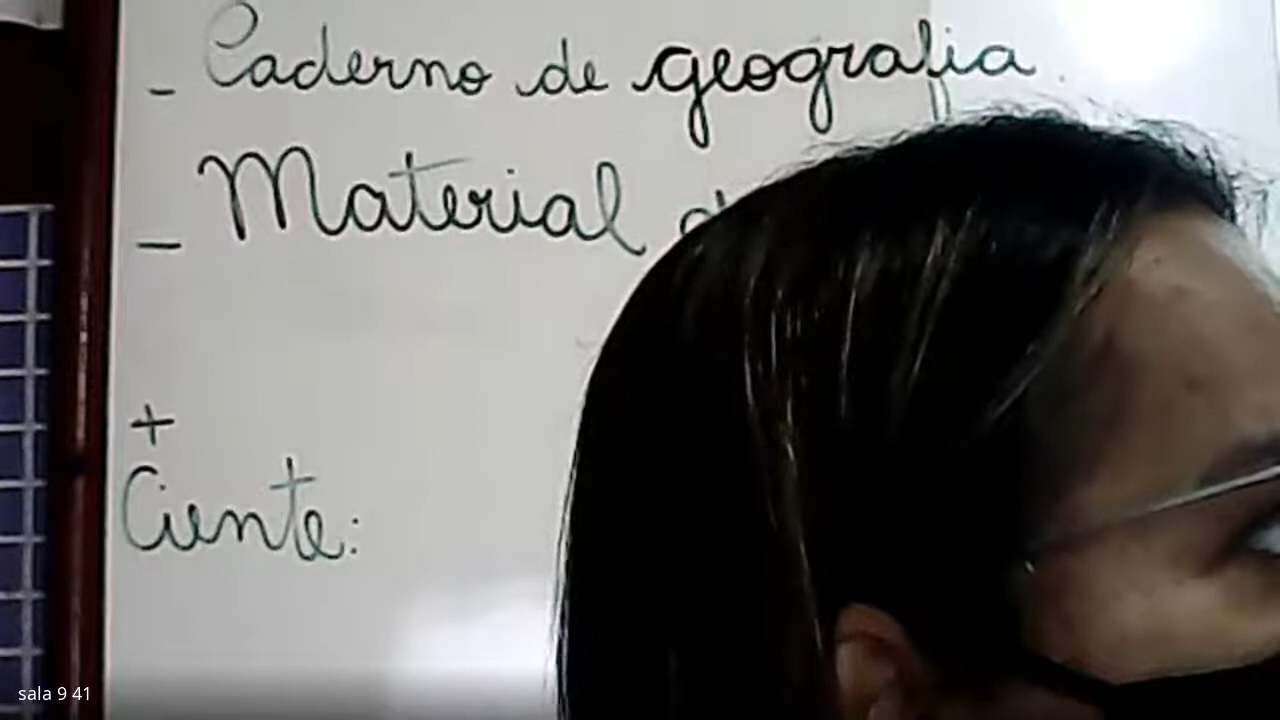 - Caderno de geografia.
- Material
+
Ciente:
sala 9 41